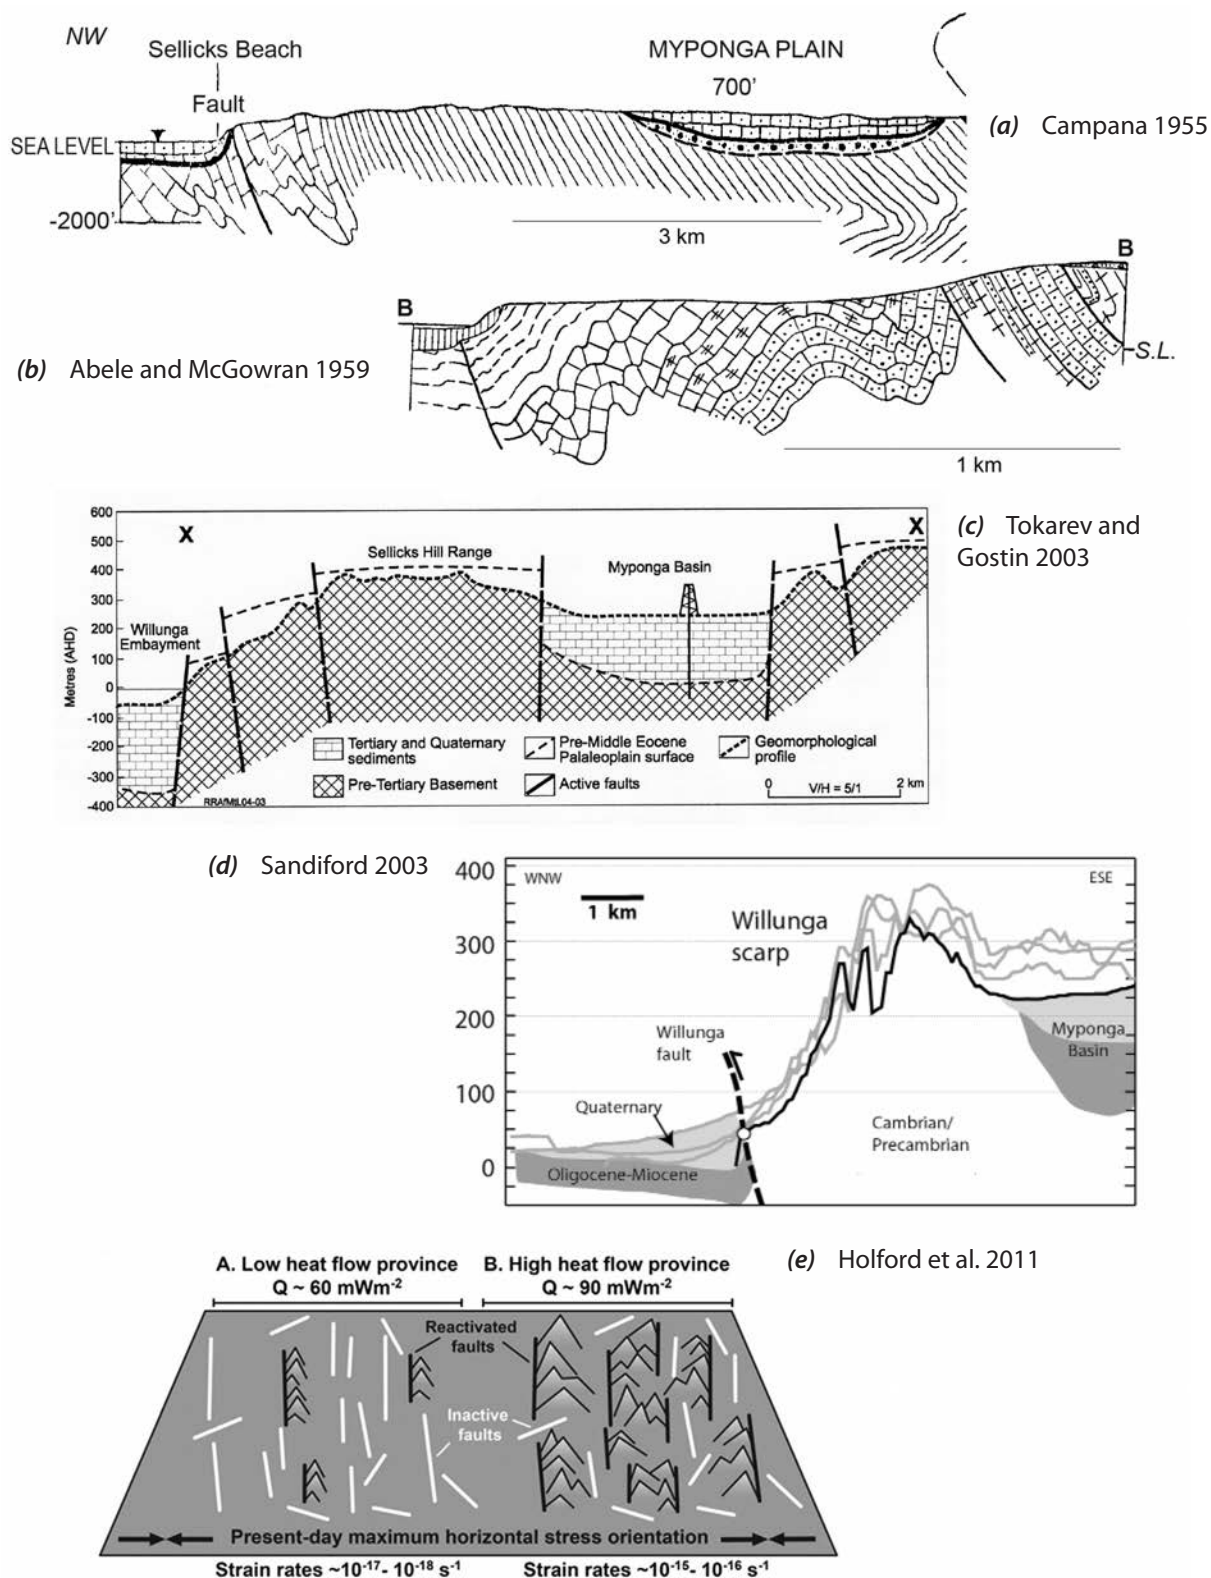 NW
Sellicks Beach
Fault
MYPONGA PLAIN
700'
SEA LEVEL
-2000'
3 km
(a) Campana 1955
B
B
S.L.
1 km
(b) Abele and McGowran 1959
600
500
400
300
200
100
0
-100
-200
-300
-400
Metres (AHD)
X
X
Sellicks Hill Range
Myponga Basin
Willunga
Embayment
Tertiary and Quaternary
sediments
Pre-Middle Eocene
Palaleoplain surface
Geomorphological
profile
Pre-Tertiary Basement
Active faults
0
2 km
V/H = 5/1
RRAfMtL04-03
(c) Tokarev and
Gostin 2003
(d) Sandiford 2003
400
300
200
100
0
WNW
ESE
1 km
Willunga
scarp
Willunga
fault
Quaternary
Oligocene-Miocene
Cambrian/
Precambrian
Myponga
Basin
(e) Holford et al. 2011
A. Low heat flow province
Q ~ 60 mWm-2
B. High heat flow province
Q ~ 90 mWm-2
Reactivated
faults
Inactive
faults
Present-day maximum horizontal stress orientation
Strain rates ~10-17- 10-18 s-1
Strain rates ~10-15- 10-16 s-1